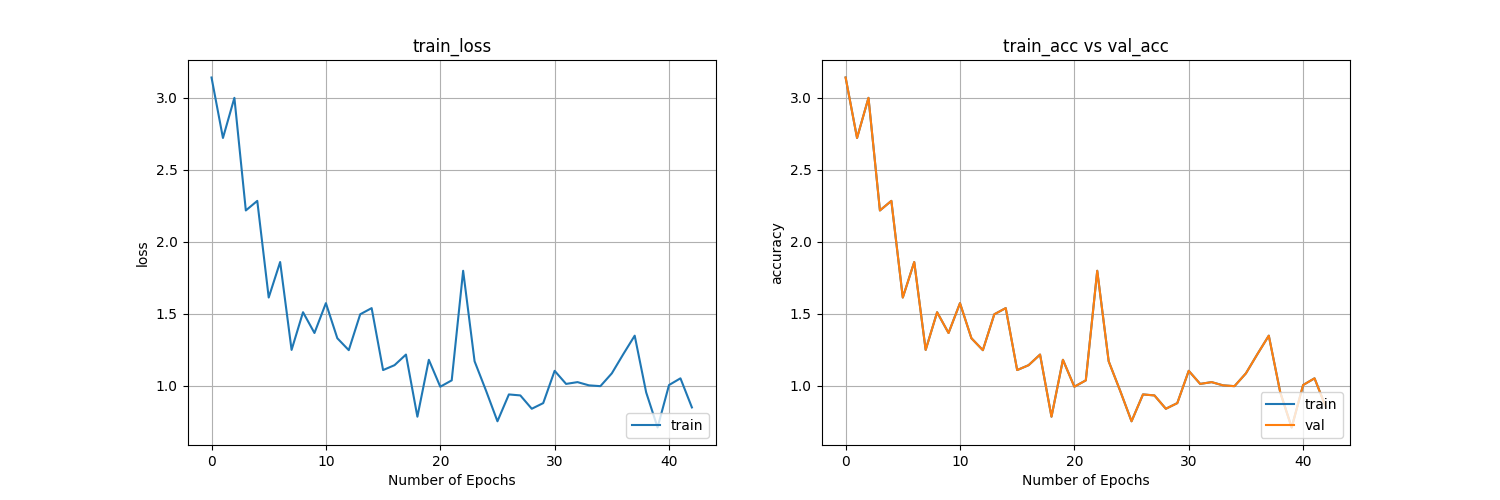 train_loss
loss
3.0
2.5
2.0
1.5
1.0
0 10 20 30 40
Number of Epochs
train
train_acc vs val_acc
accuracy
3.0
2.5
2.0
1.5
1.0
0 10 20 30 40
Number of Epochs
train
val